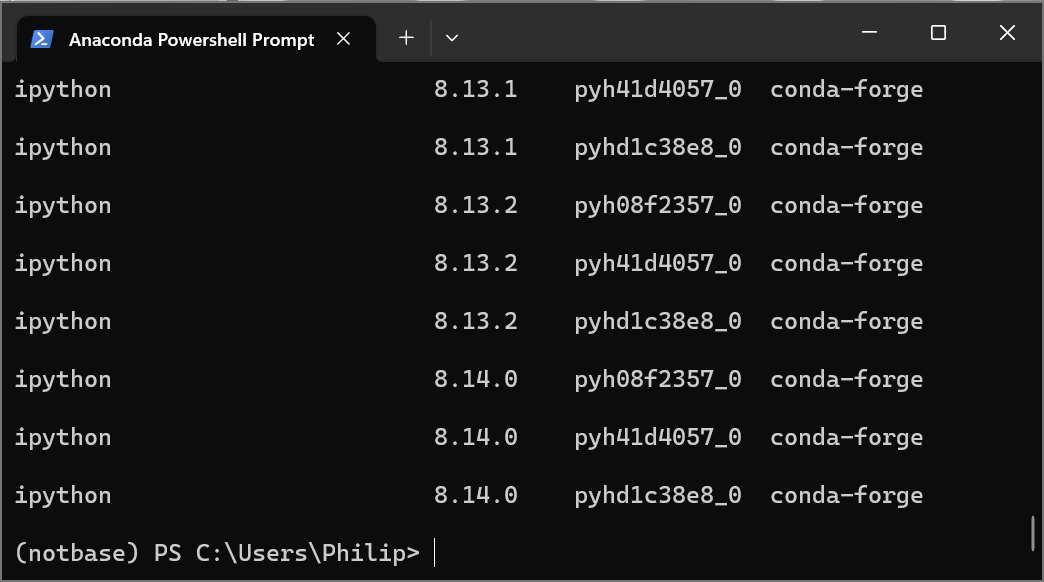 Anaconda Powershell Prompt
ipython 8.13.1 pyh41d4057_0 conda-forge
ipython 8.13.1 pyhd1c38e8_0 conda-forge
ipython 8.13.2 pyh08f2357_0 conda-forge
ipython 8.13.2 pyh41d4057_0 conda-forge
ipython 8.13.2 pyhd1c38e8_0 conda-forge
ipython 8.14.0 pyh08f2357_0 conda-forge
ipython 8.14.0 pyh41d4057_0 conda-forge
ipython 8.14.0 pyhd1c38e8_0 conda-forge
(notbase) PS C:\Users\Philip>